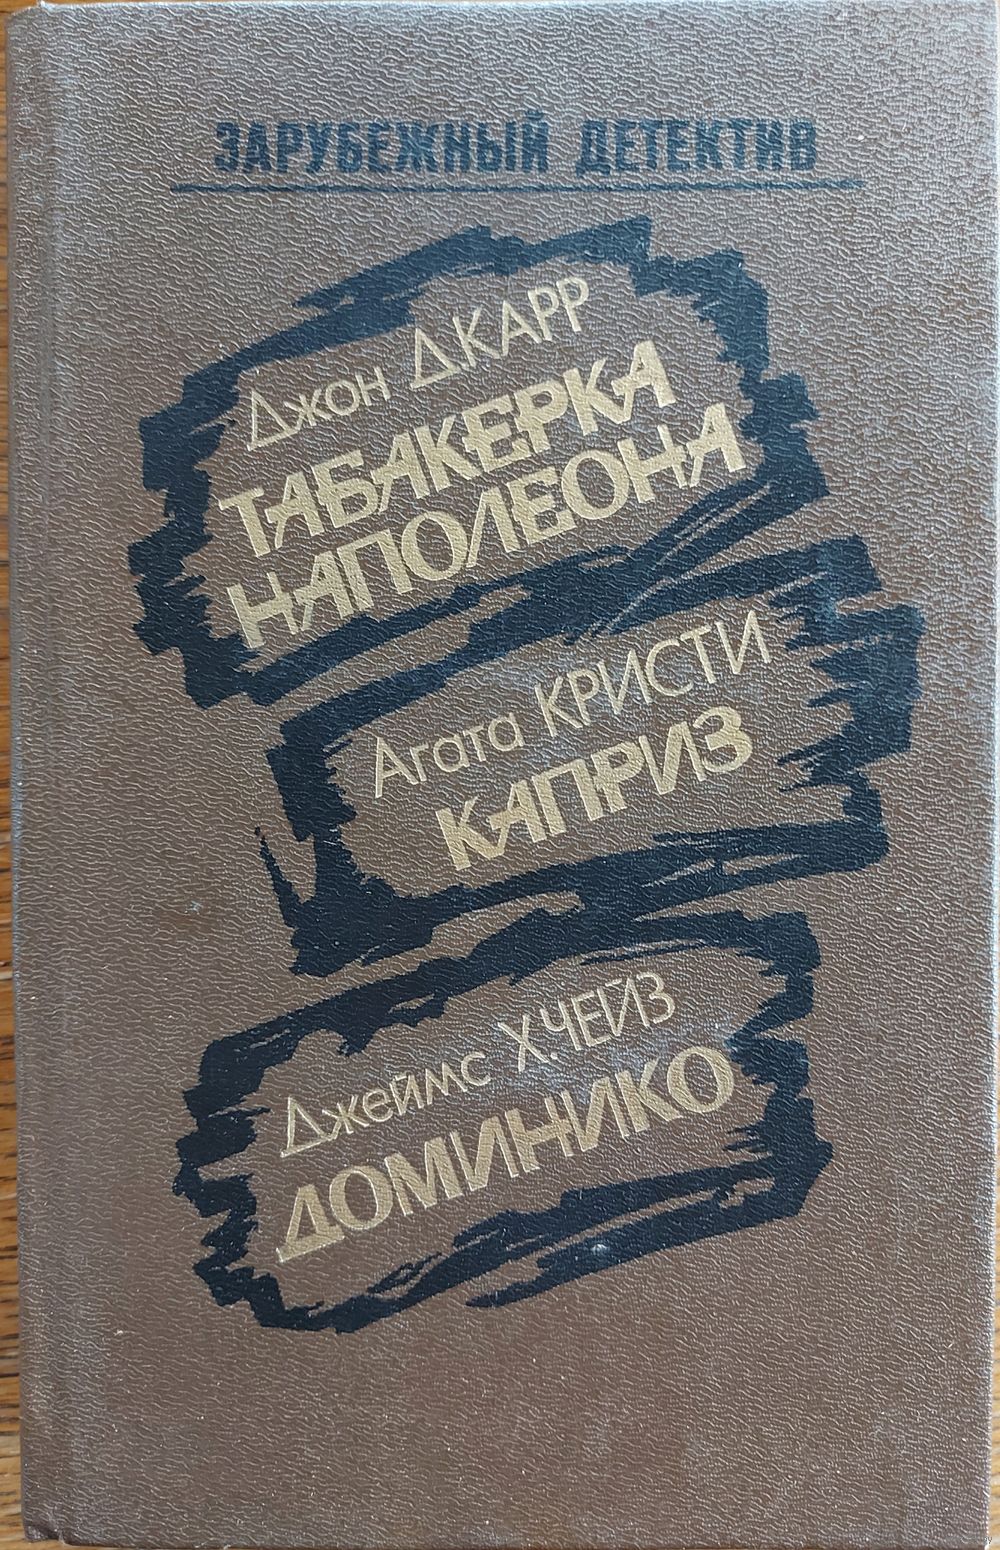 ЗАРУБЕЖНЫЙ ДЕТЕКТИВ
Джон Д.КАРР
ТАБАКЕРКА
НАПОЛЕОНА
Агата КРИСТИ
КАПРИЗ
Джеймс Х.ЧЕЙЗ
ДОМИНИКО